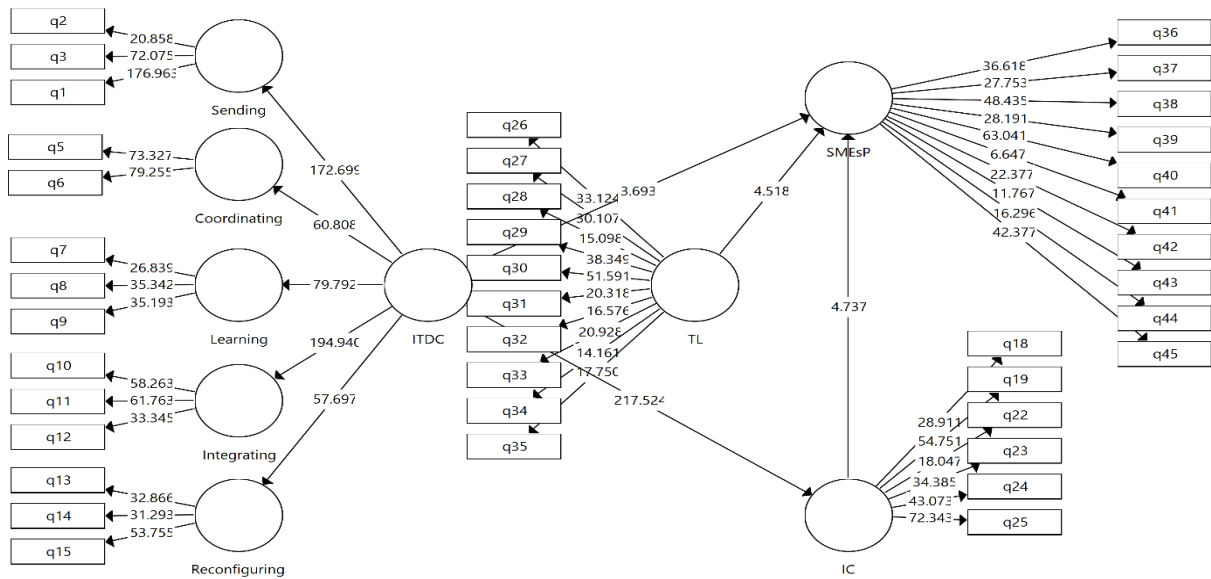 q2
q3
q1
20.858
72.075
176.963
Sending
q5
q6
73.327
79.255
Coordinating
q7
q8
q9
26.839
35.342
35.193
Learning
q10
q11
q12
58.263
61.763
33.345
Integrating
q13
q14
q15
32.866
31.293
53.755
Reconfiguring
172.699
60.808
79.792
194.940
57.697
ITDC
q26
q27
q28
q29
q30
q31
q32
q33
q34
q35
33.124
30.107
15.098
38.349
51.591
20.318
16.576
20.928
14.161
17.750
TL
3.693
4.518
4.737
217.524
SMEsP
36.618
27.753
48.435
28.191
63.041
6.647
22.377
11.767
16.296
42.377
q36
q37
q38
q39
q40
q41
q42
q43
q44
q45
q18
q19
q22
q23
q24
q25
28.911
54.751
18.047
34.385
43.073
72.343
IC